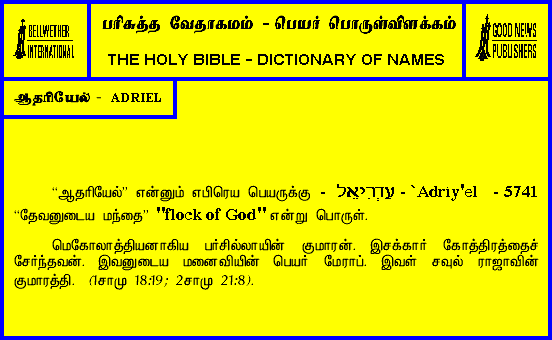 BELLWETHER
INTERNATIONAL
பரிசுத்த வேதாகமம் - பெயர் பொருள்விளக்கம்
THE HOLY BIBLE - DICTIONARY OF NAMES
GOOD NEWS
PUBLISHERS
ஆதரியேல் - ADRIEL
“ஆதரியேல்” என்னும் எபிரெய பெயருக்கு - עַדְרִיאֵל - `Adriy'el - 5741
“தேவனுடைய மந்தை” "flock of God" என்று பொருள்.
மெகோலாத்தியனாகிய பர்சில்லாயின் குமாரன். இசக்கார் கோத்திரத்தைச்
சேர்ந்தவன். இவனுடைய மனைவியின் பெயர் மேராப். இவள் சவுல் ராஜாவின்
குமாரத்தி. (1சாமு 18:19; 2சாமு 21:8).